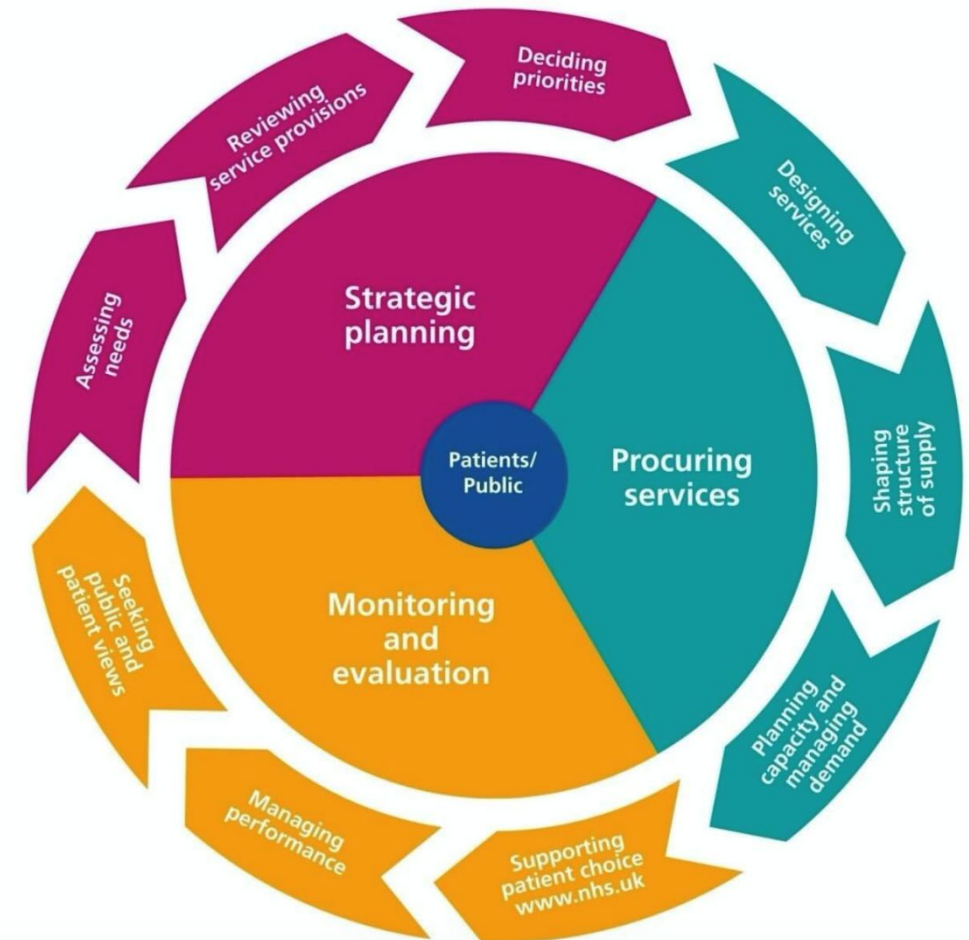 Deciding
priorities
Designing
services
Shaping
structure
of supply
Planning
capacity and
managing
demand
Supporting
patient choice
www.nhs.uk
Managing
performance
Seeking
public and
patient views
Assessing
needs
Reviewing
service provisions
Strategic
planning
Procuring
services
Monitoring
and
evaluation
Patients/
Public